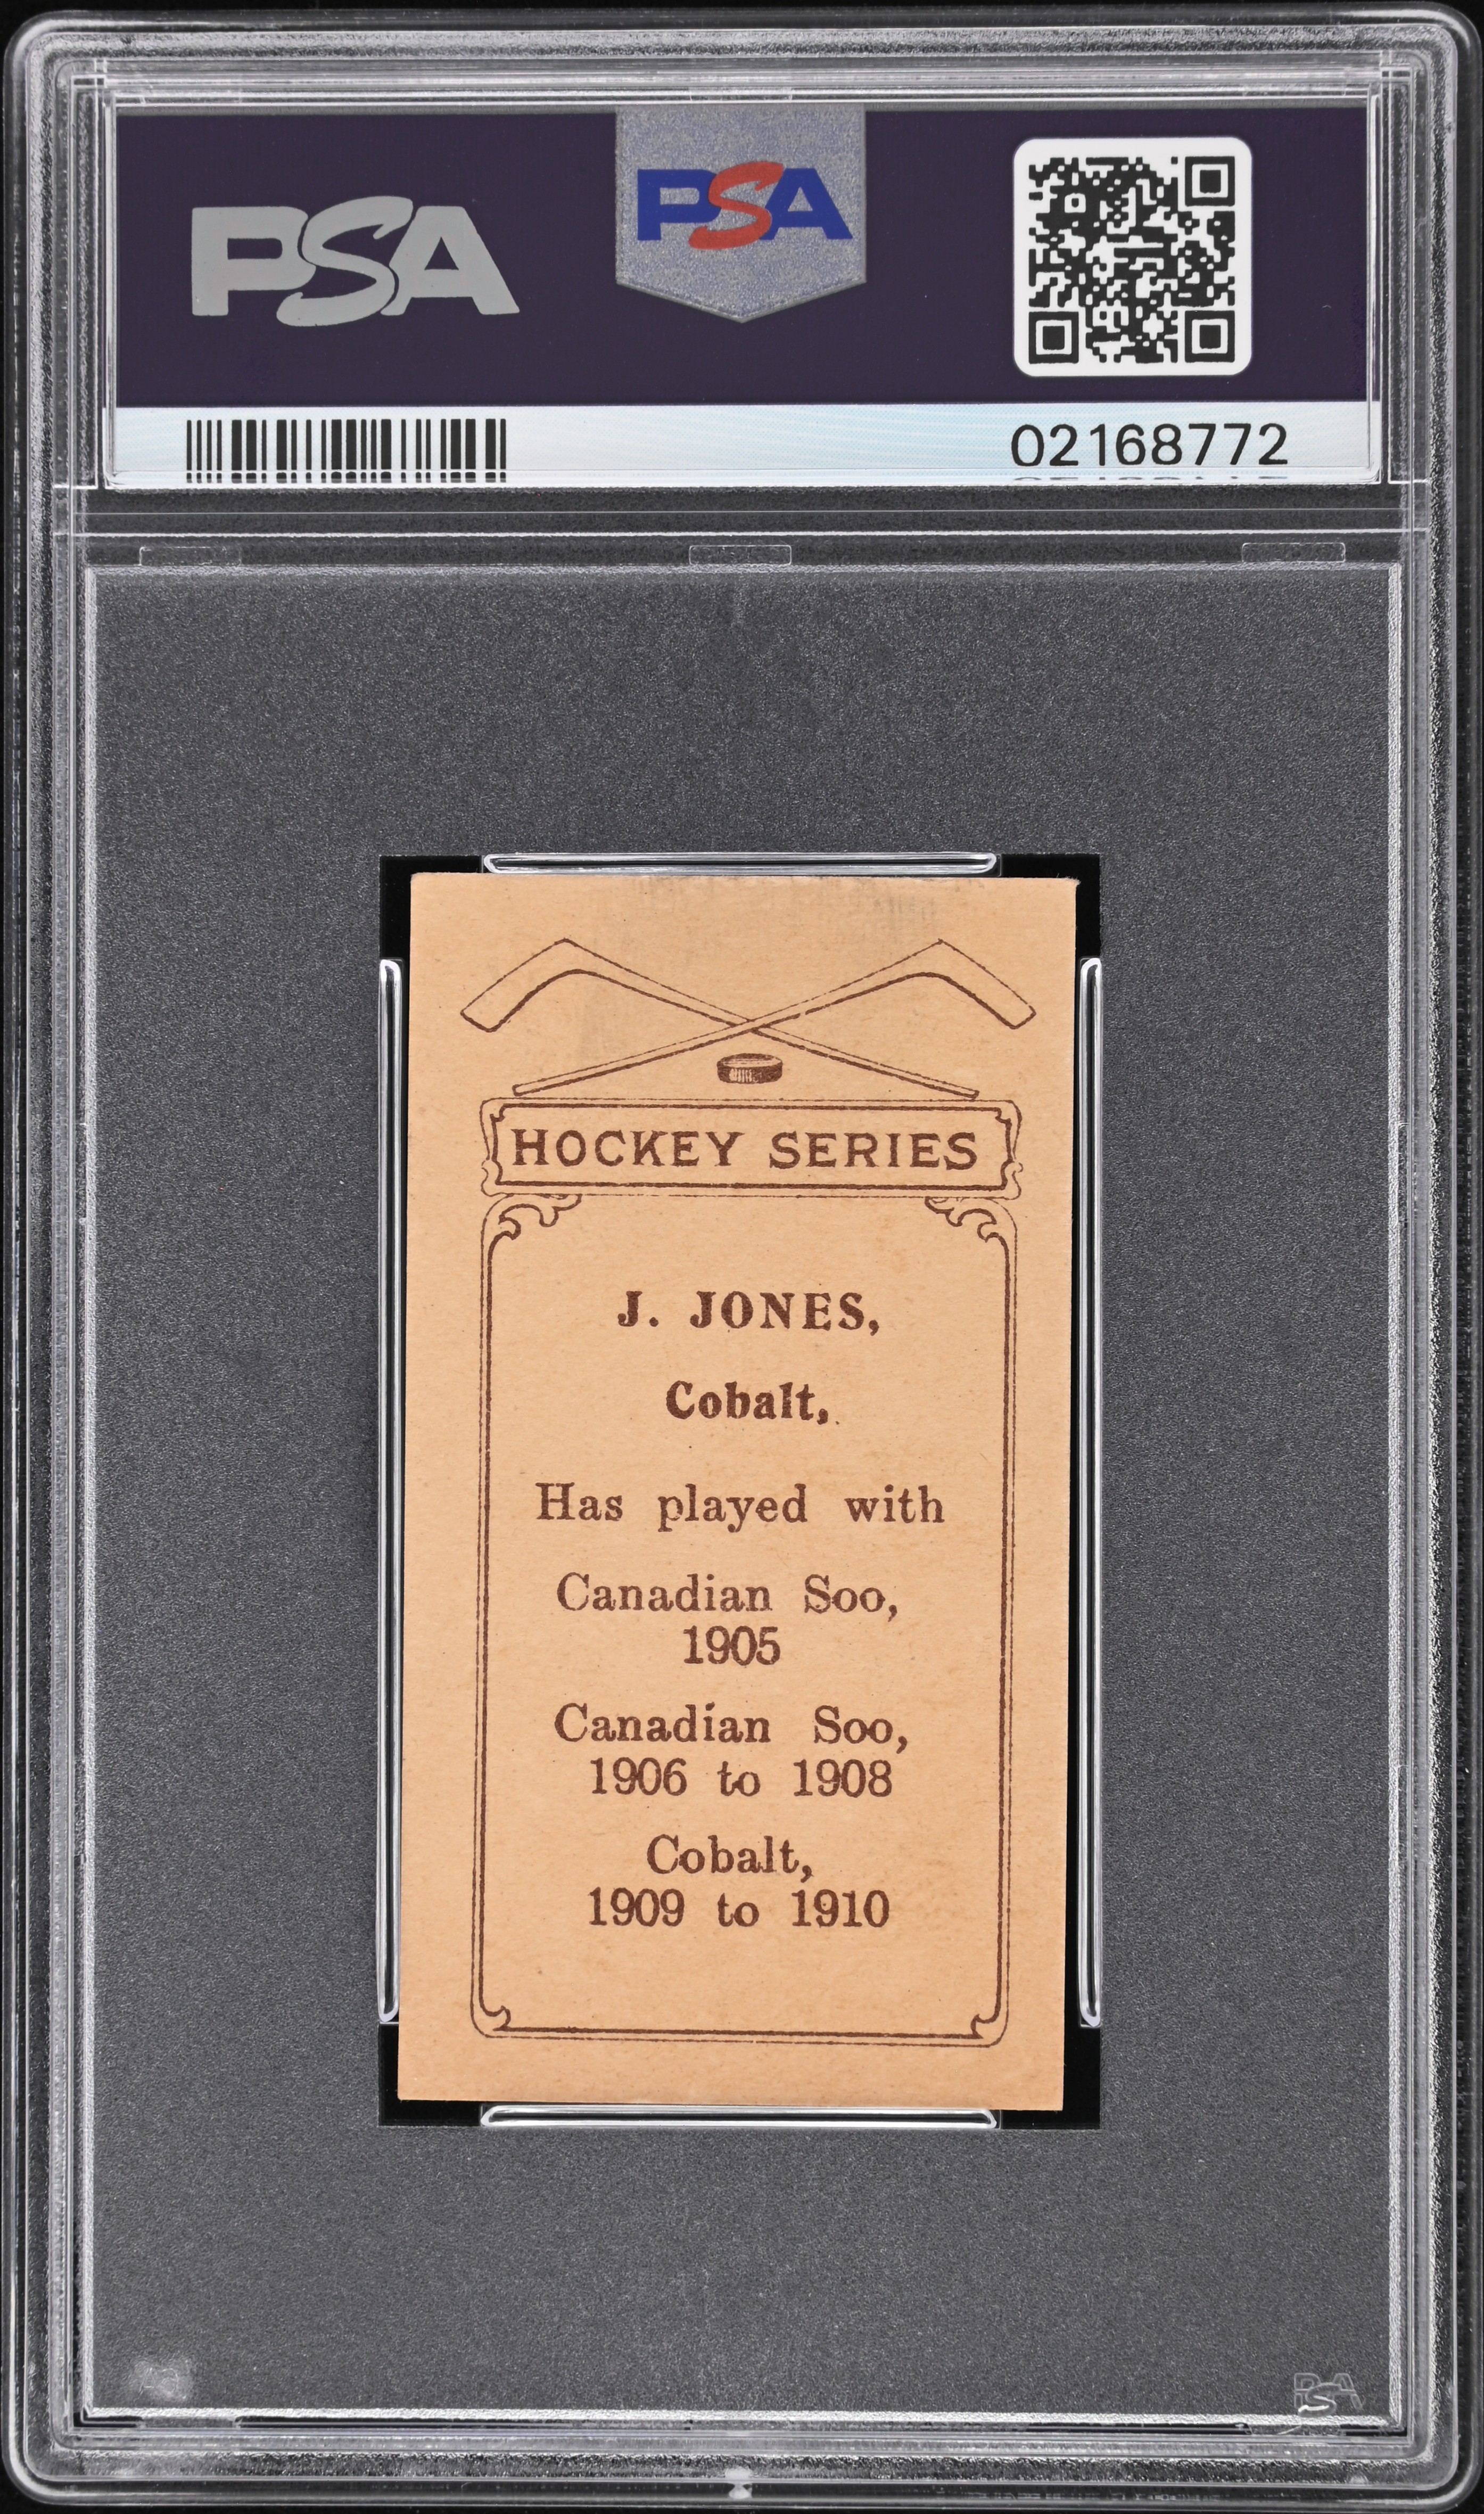 PSA
PSA
02168772
HOCKEY SERIES
J. JONES,
Cobalt,
Has played with
Canadian Soo,
1905
Canadian Soo,
1906 to 1908
Cobalt,
1909 to 1910
PSA